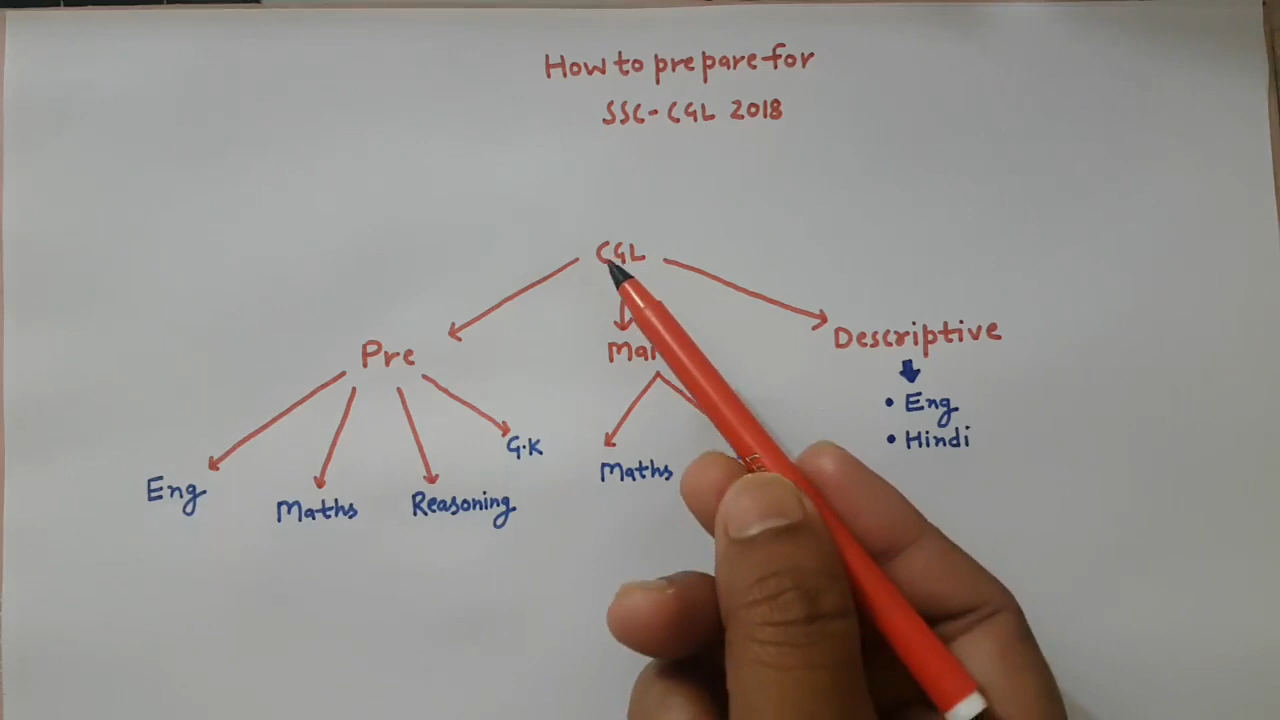 How to prepare for
SSC-CGL 2018
CGL
Pre
Descriptive
Eng
Maths
Reasoning
G.K
Maths
• Eng
• Hindi